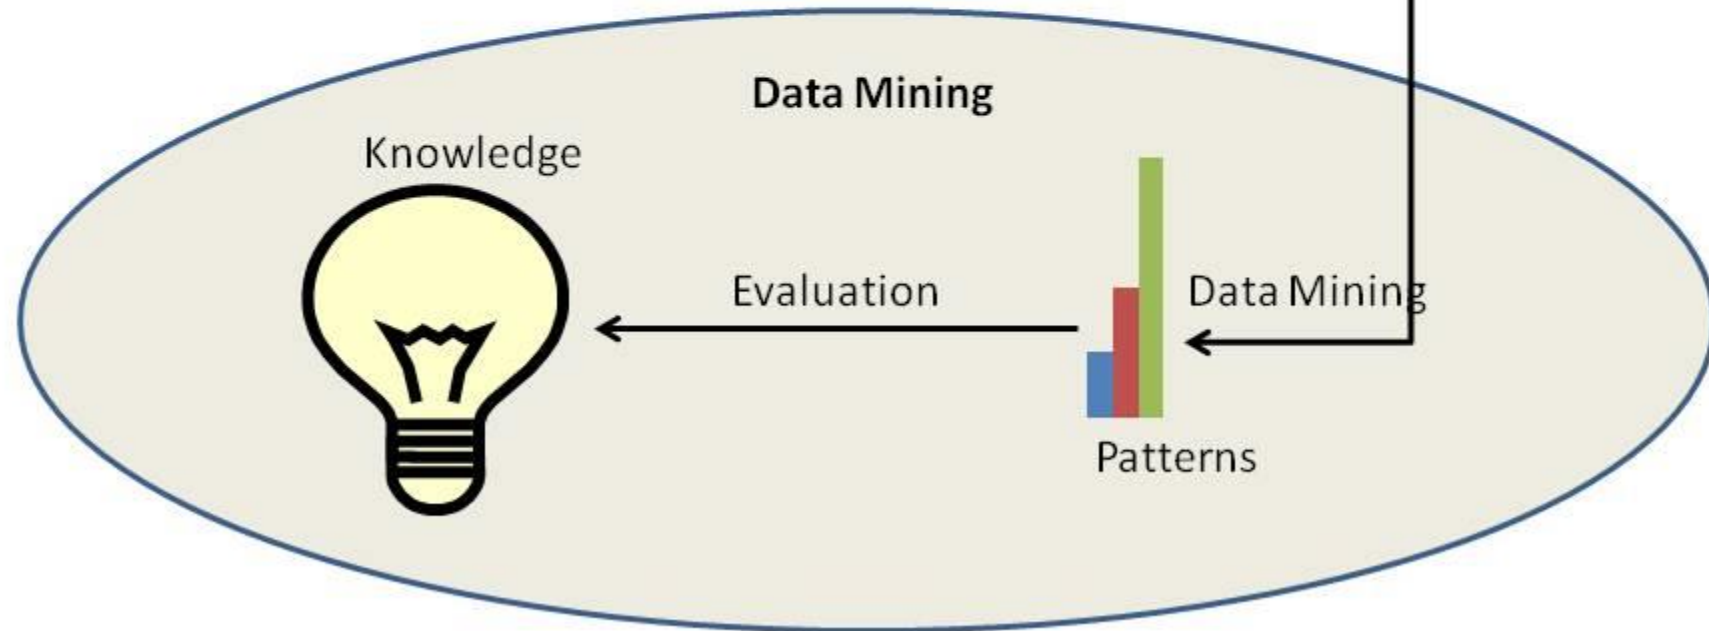 Data Mining
Knowledge
Evaluation
Data Mining
Patterns